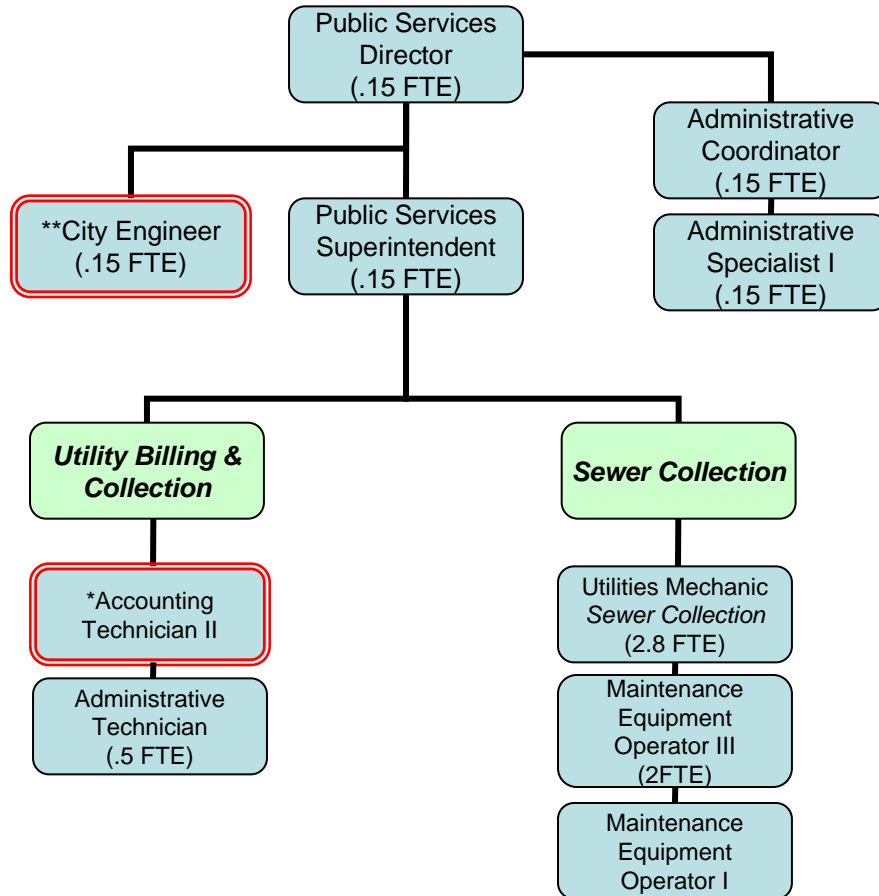 Public Services
Director
(.15 FTE)
Administrative
Coordinator
(.15 FTE)
**City Engineer
(.15 FTE)
Public Services
Superintendent
(.15 FTE)
Administrative
Specialist I
(.15 FTE)
Utility Billing &
Collection
Sewer Collection
*Accounting
Technician II
Utilities Mechanic
Sewer Collection
(2.8 FTE)
Administrative
Technician
(.5 FTE)
Maintenance
Equipment
Operator III
(2FTE)
Maintenance
Equipment
Operator I